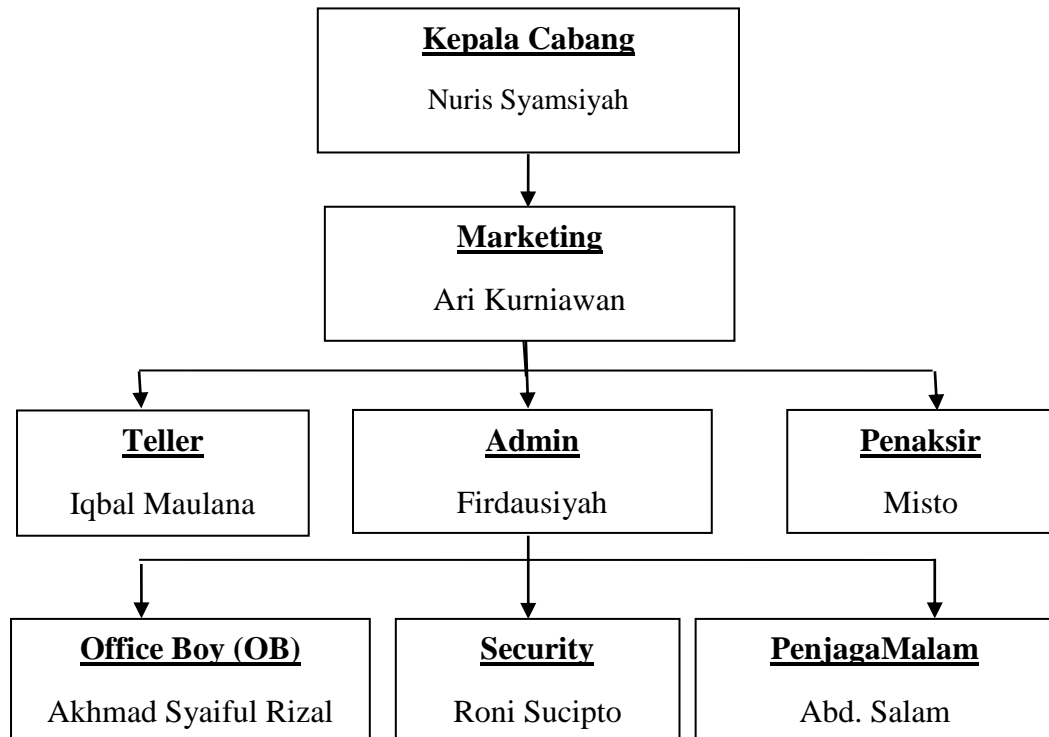 Kepala Cabang
Nuris Syamsiyah
Marketing
Ari Kurniawan
Teller
Iqbal Maulana
Admin
Firdausiyah
Penaksir
Misto
Office Boy (OB)
Akhmad Syaiful Rizal
Security
Roni Sucipto
PenjagaMalam
Abd. Salam